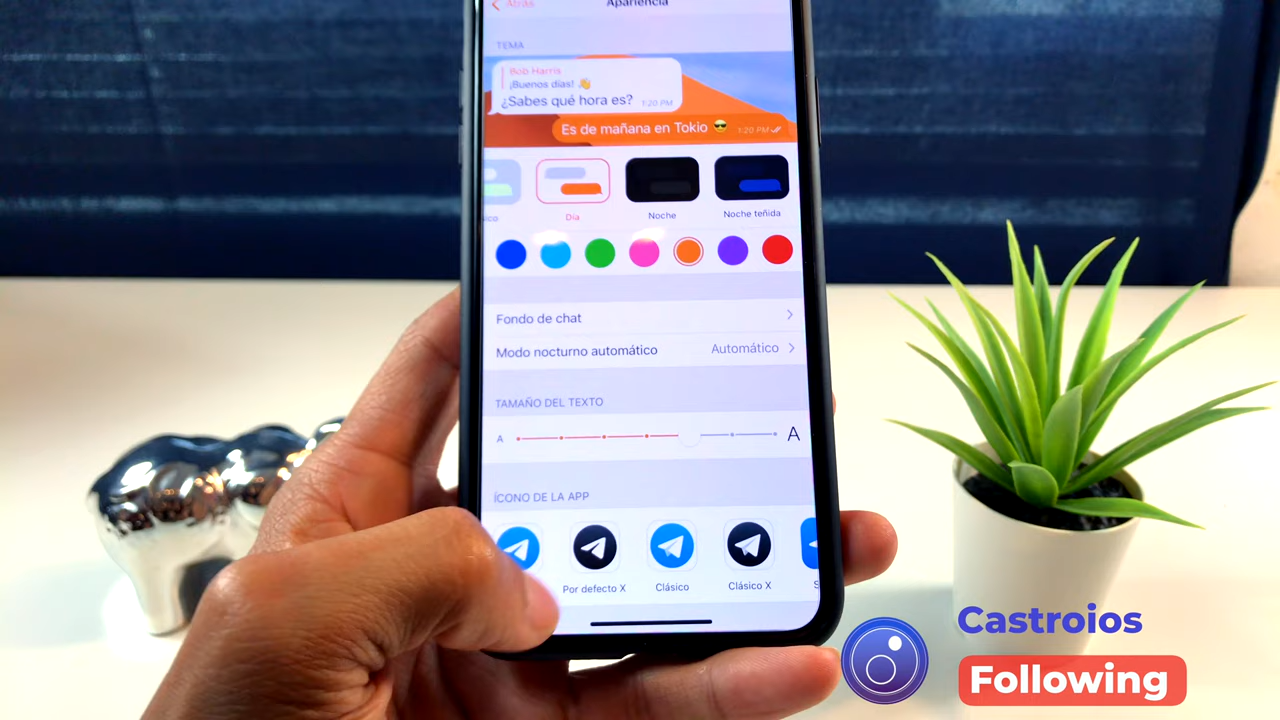 Atrás
Apariencia
TEMA
Bob Harris
¡Buenos días! 👋
¿Sabes qué hora es? 1:20 PM
Es de mañana en Tokio 😎 1:20 PM
Día
Noche
Noche teñida
Fondo de chat
Modo nocturno automático Automático
TAMAÑO DEL TEXTO
A A
ÍCONO DE LA APP
Por defecto X
Clásico
Clásico X
Castroios
Following